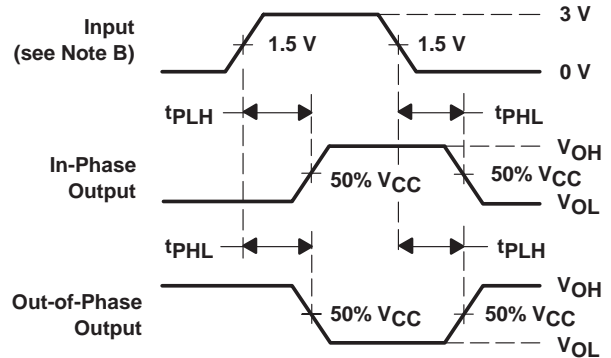 3 V
Input
(see Note B)
1.5 V
1.5 V
0 V
tPLH
tPHL
In-Phase
Output
VOH
50% VCC
50% VCC
VOL
tPHL
tPLH
Out-of-Phase
Output
VOH
50% VCC
50% VCC
VOL